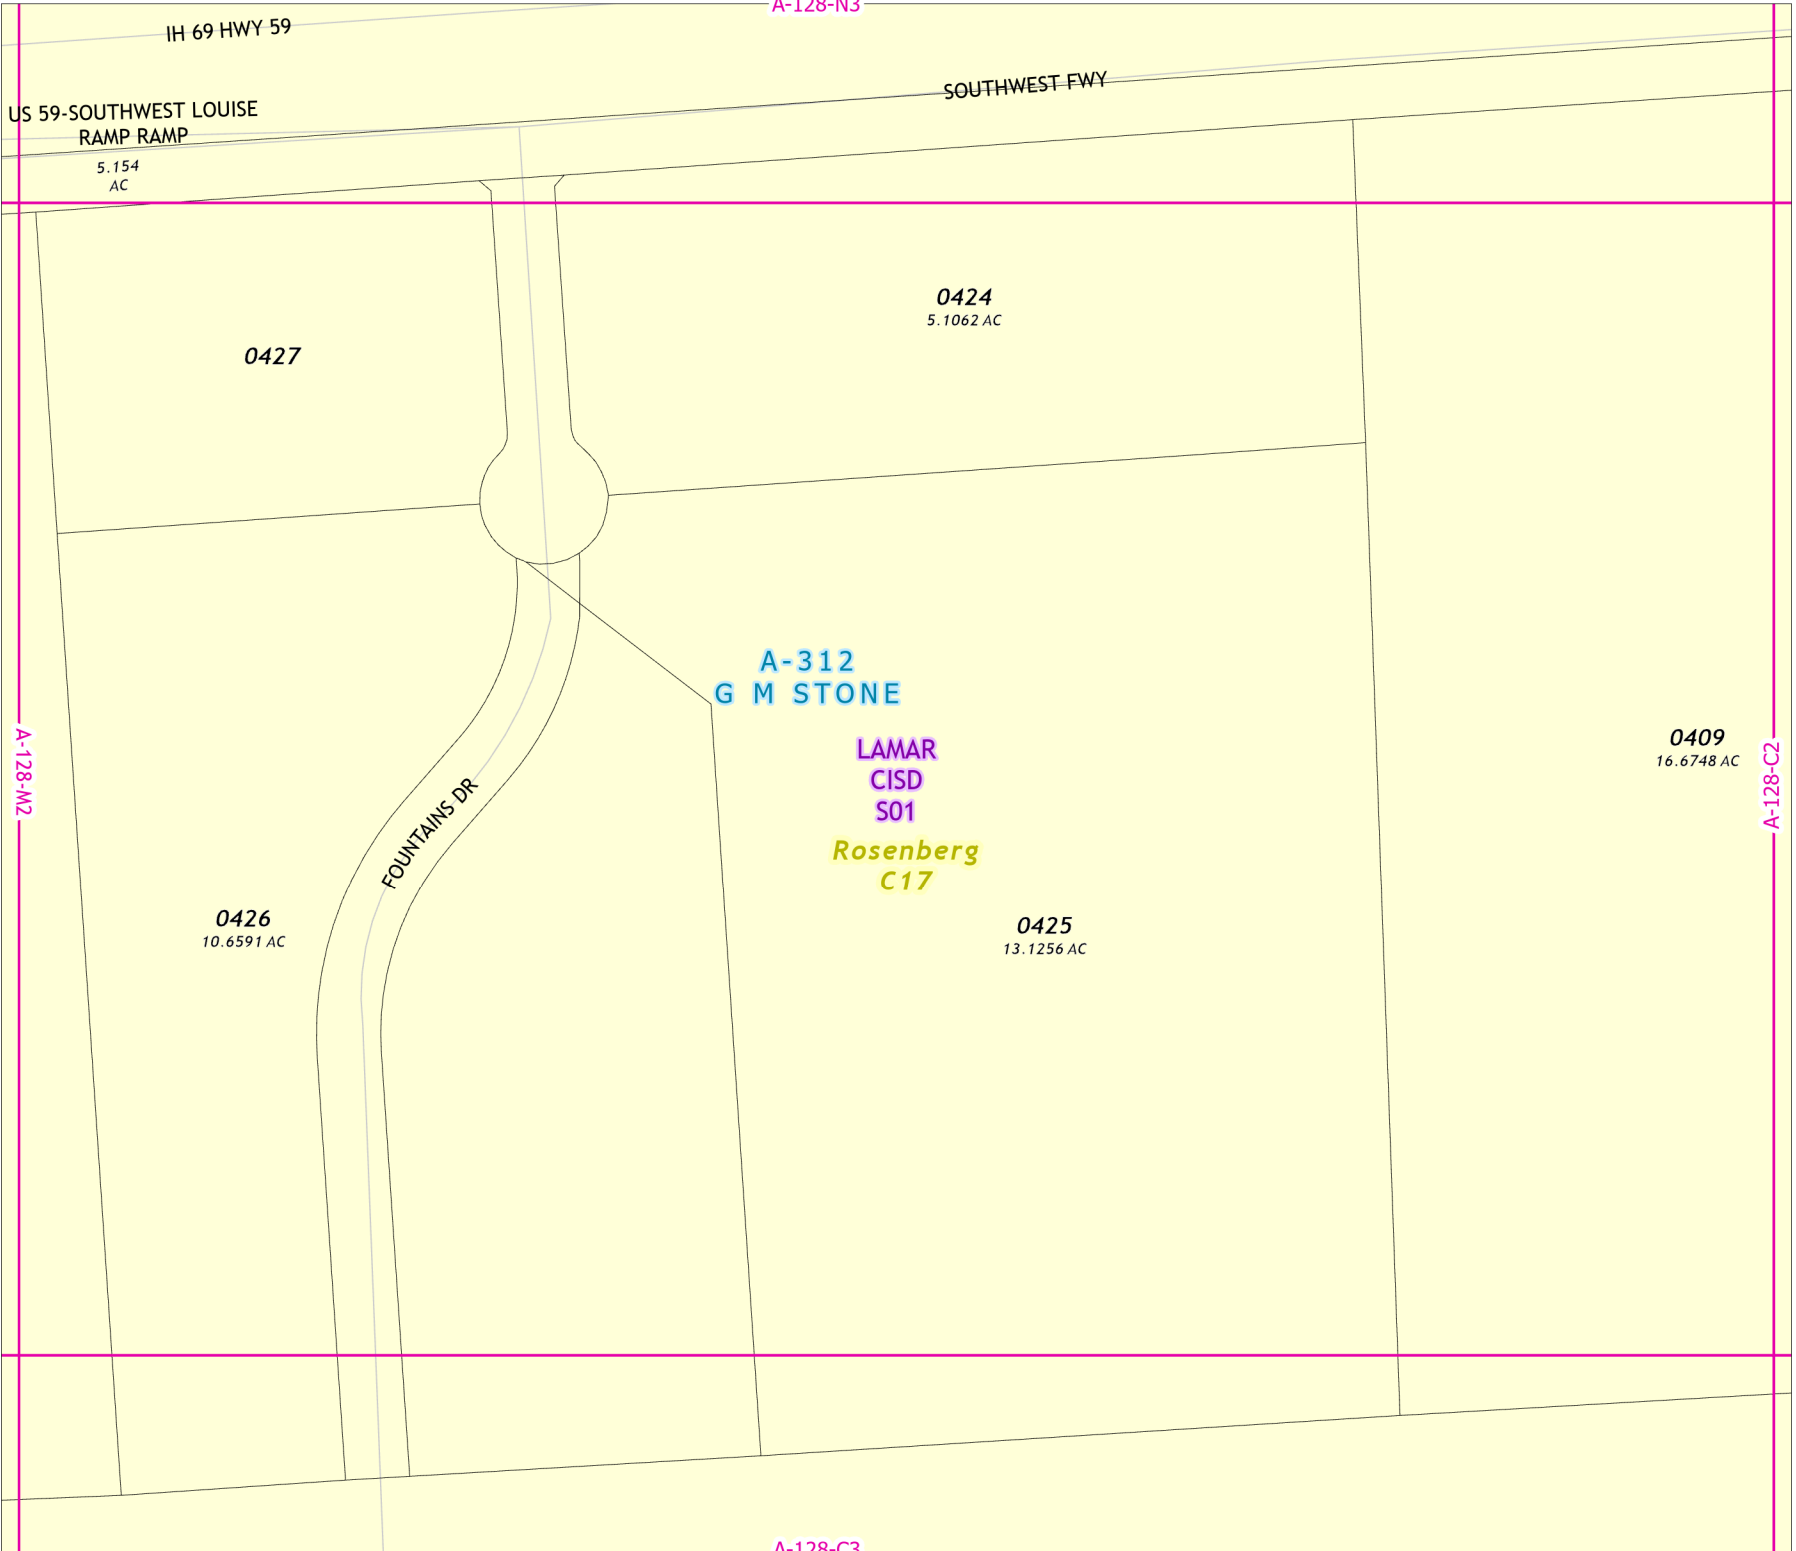 A-128-N3
IH 69 HWY 59
SOUTHWEST FWY
US 59-SOUTHWEST LOUISE
RAMP RAMP
5.154
AC
0424
5.1062 AC
0427
A-312
G M STONE
LAMAR
CISD
S01
Rosenberg
C17
A-128-M2
0409
16.6748 AC
A-128-C2
FOUNTAINS DR
0426
10.6591 AC
0425
13.1256 AC
A-128-C3